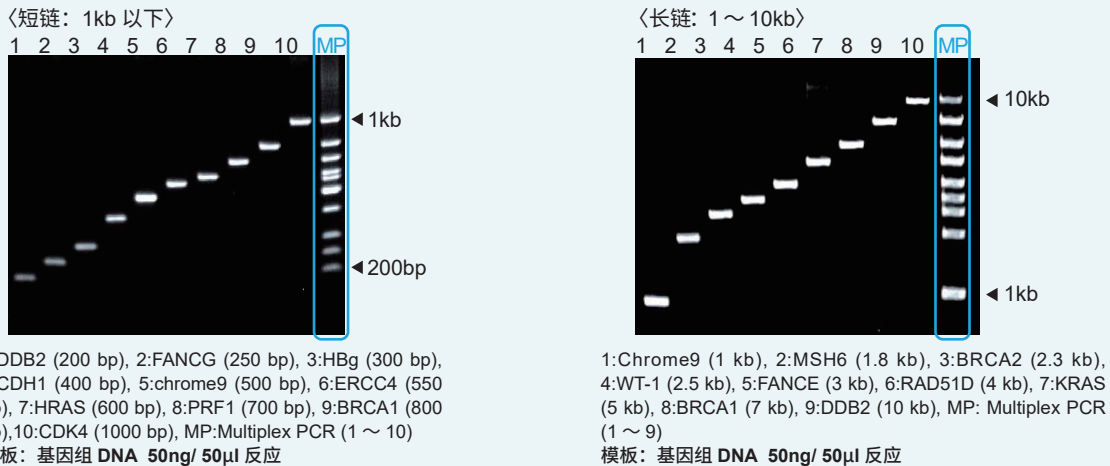 〈短链：1kb 以下〉
1 2 3 4 5 6 7 8 9 10 MP
1kb
200bp
DDB2 (200 bp), 2:FANCG (250 bp), 3:HBg (300 bp),
CDH1 (400 bp), 5:chrome9 (500 bp), 6:ERCC4 (550
), 7:HRAS (600 bp), 8:PRF1 (700 bp), 9:BRCA1 (800
),10:CDK4 (1000 bp), MP:Multiplex PCR (1 ～ 10)
板：基因组 DNA 50ng/ 50µl 反应
〈长链：1 ～ 10kb〉
1 2 3 4 5 6 7 8 9 10 MP
10kb
1kb
1:Chrome9 (1 kb), 2:MSH6 (1.8 kb), 3:BRCA2 (2.3 kb),
4:WT-1 (2.5 kb), 5:FANCE (3 kb), 6:RAD51D (4 kb), 7:KRAS
(5 kb), 8:BRCA1 (7 kb), 9:DDB2 (10 kb), MP: Multiplex PCR
(1 ～ 9)
模板：基因组 DNA 50ng/ 50µl 反应